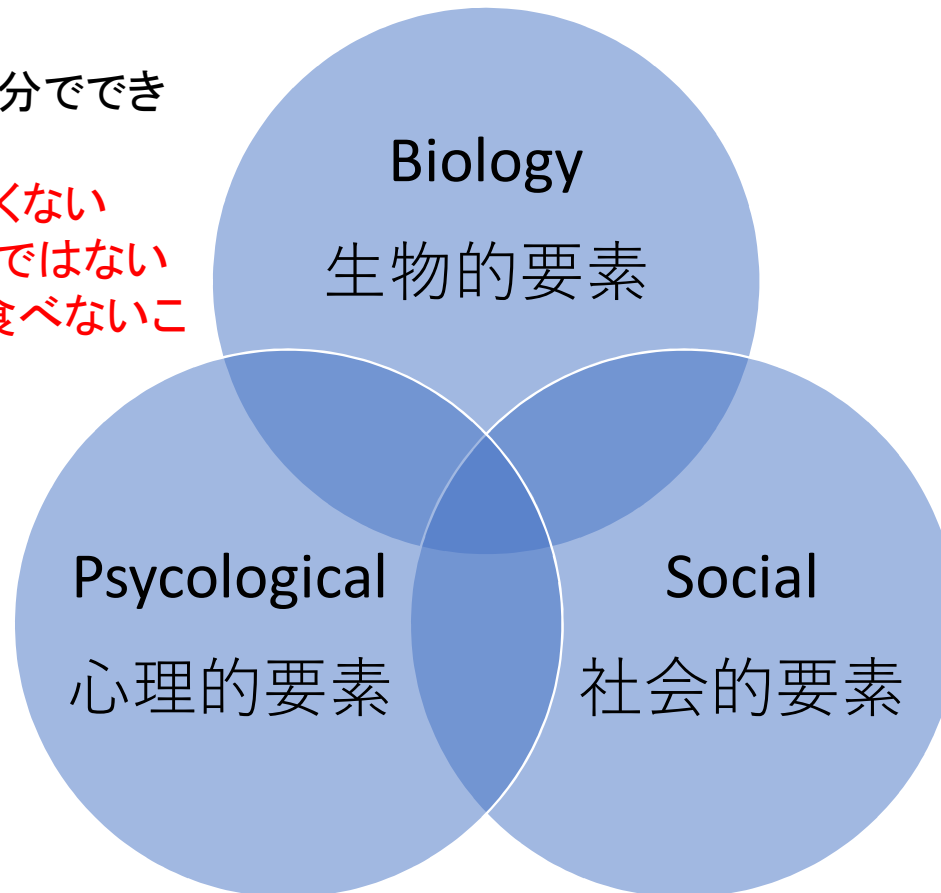 分ででき
くない
ではない
食べないこ
Biology
生物的要素
Psycological
心理的要素
Social
社会的要素